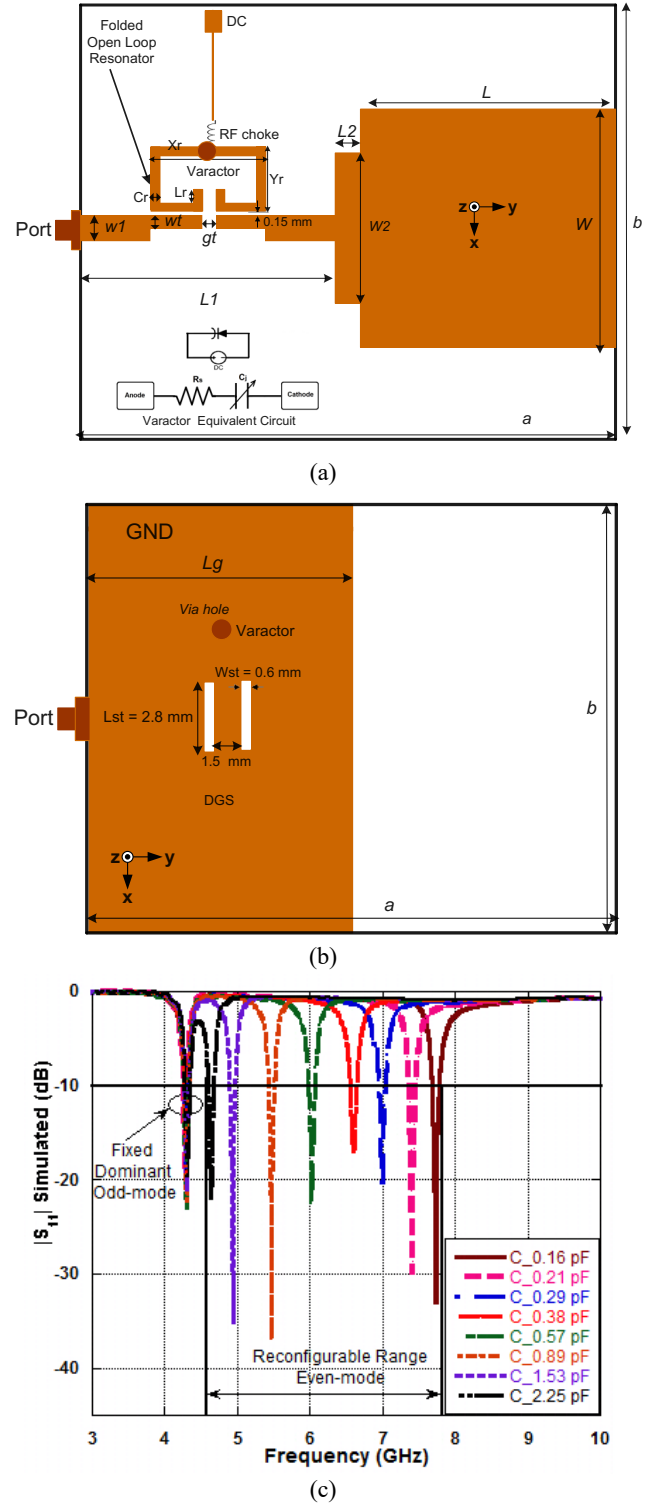 DC
Folded
Open Loop
Resonator
RF choke
Xr
Varactor
Yr
Cr
Lr
Port
w1
wt
gt
0.15 mm
L1
L2
W2
L
W
z
y
x
b
DC
Rs
Cj
Anode
Cathode
Varactor Equivalent Circuit
a
(a)
GND
Lg
Via hole
Varactor
Wst = 0.6 mm
Port
Lst = 2.8 mm
1.5 mm
DGS
b
z
y
x
a
(b)
|S11| Simulated (dB)
0
-10
-20
-30
-40
Fixed
Dominant
Odd-mode
C_0.16 pF
C_0.21 pF
C_0.29 pF
C_0.38 pF
C_0.57 pF
C_0.89 pF
C_1.53 pF
C_2.25 pF
Reconfigurable Range
Even-mode
3 4 5 6 7 8 9 10
Frequency (GHz)
(c)